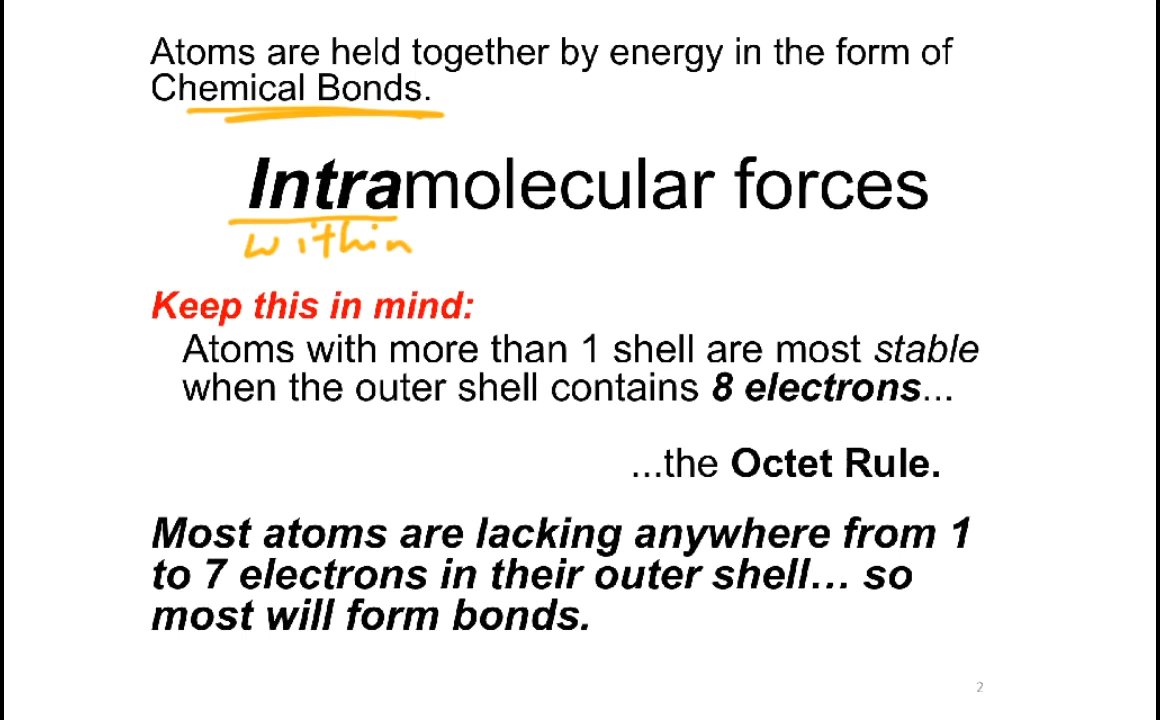 Atoms are held together by energy in the form of
Chemical Bonds.
Intramolecular forces
within
Keep this in mind:
Atoms with more than 1 shell are most stable
when the outer shell contains 8 electrons...
...the Octet Rule.
Most atoms are lacking anywhere from 1
to 7 electrons in their outer shell... so
most will form bonds.
2